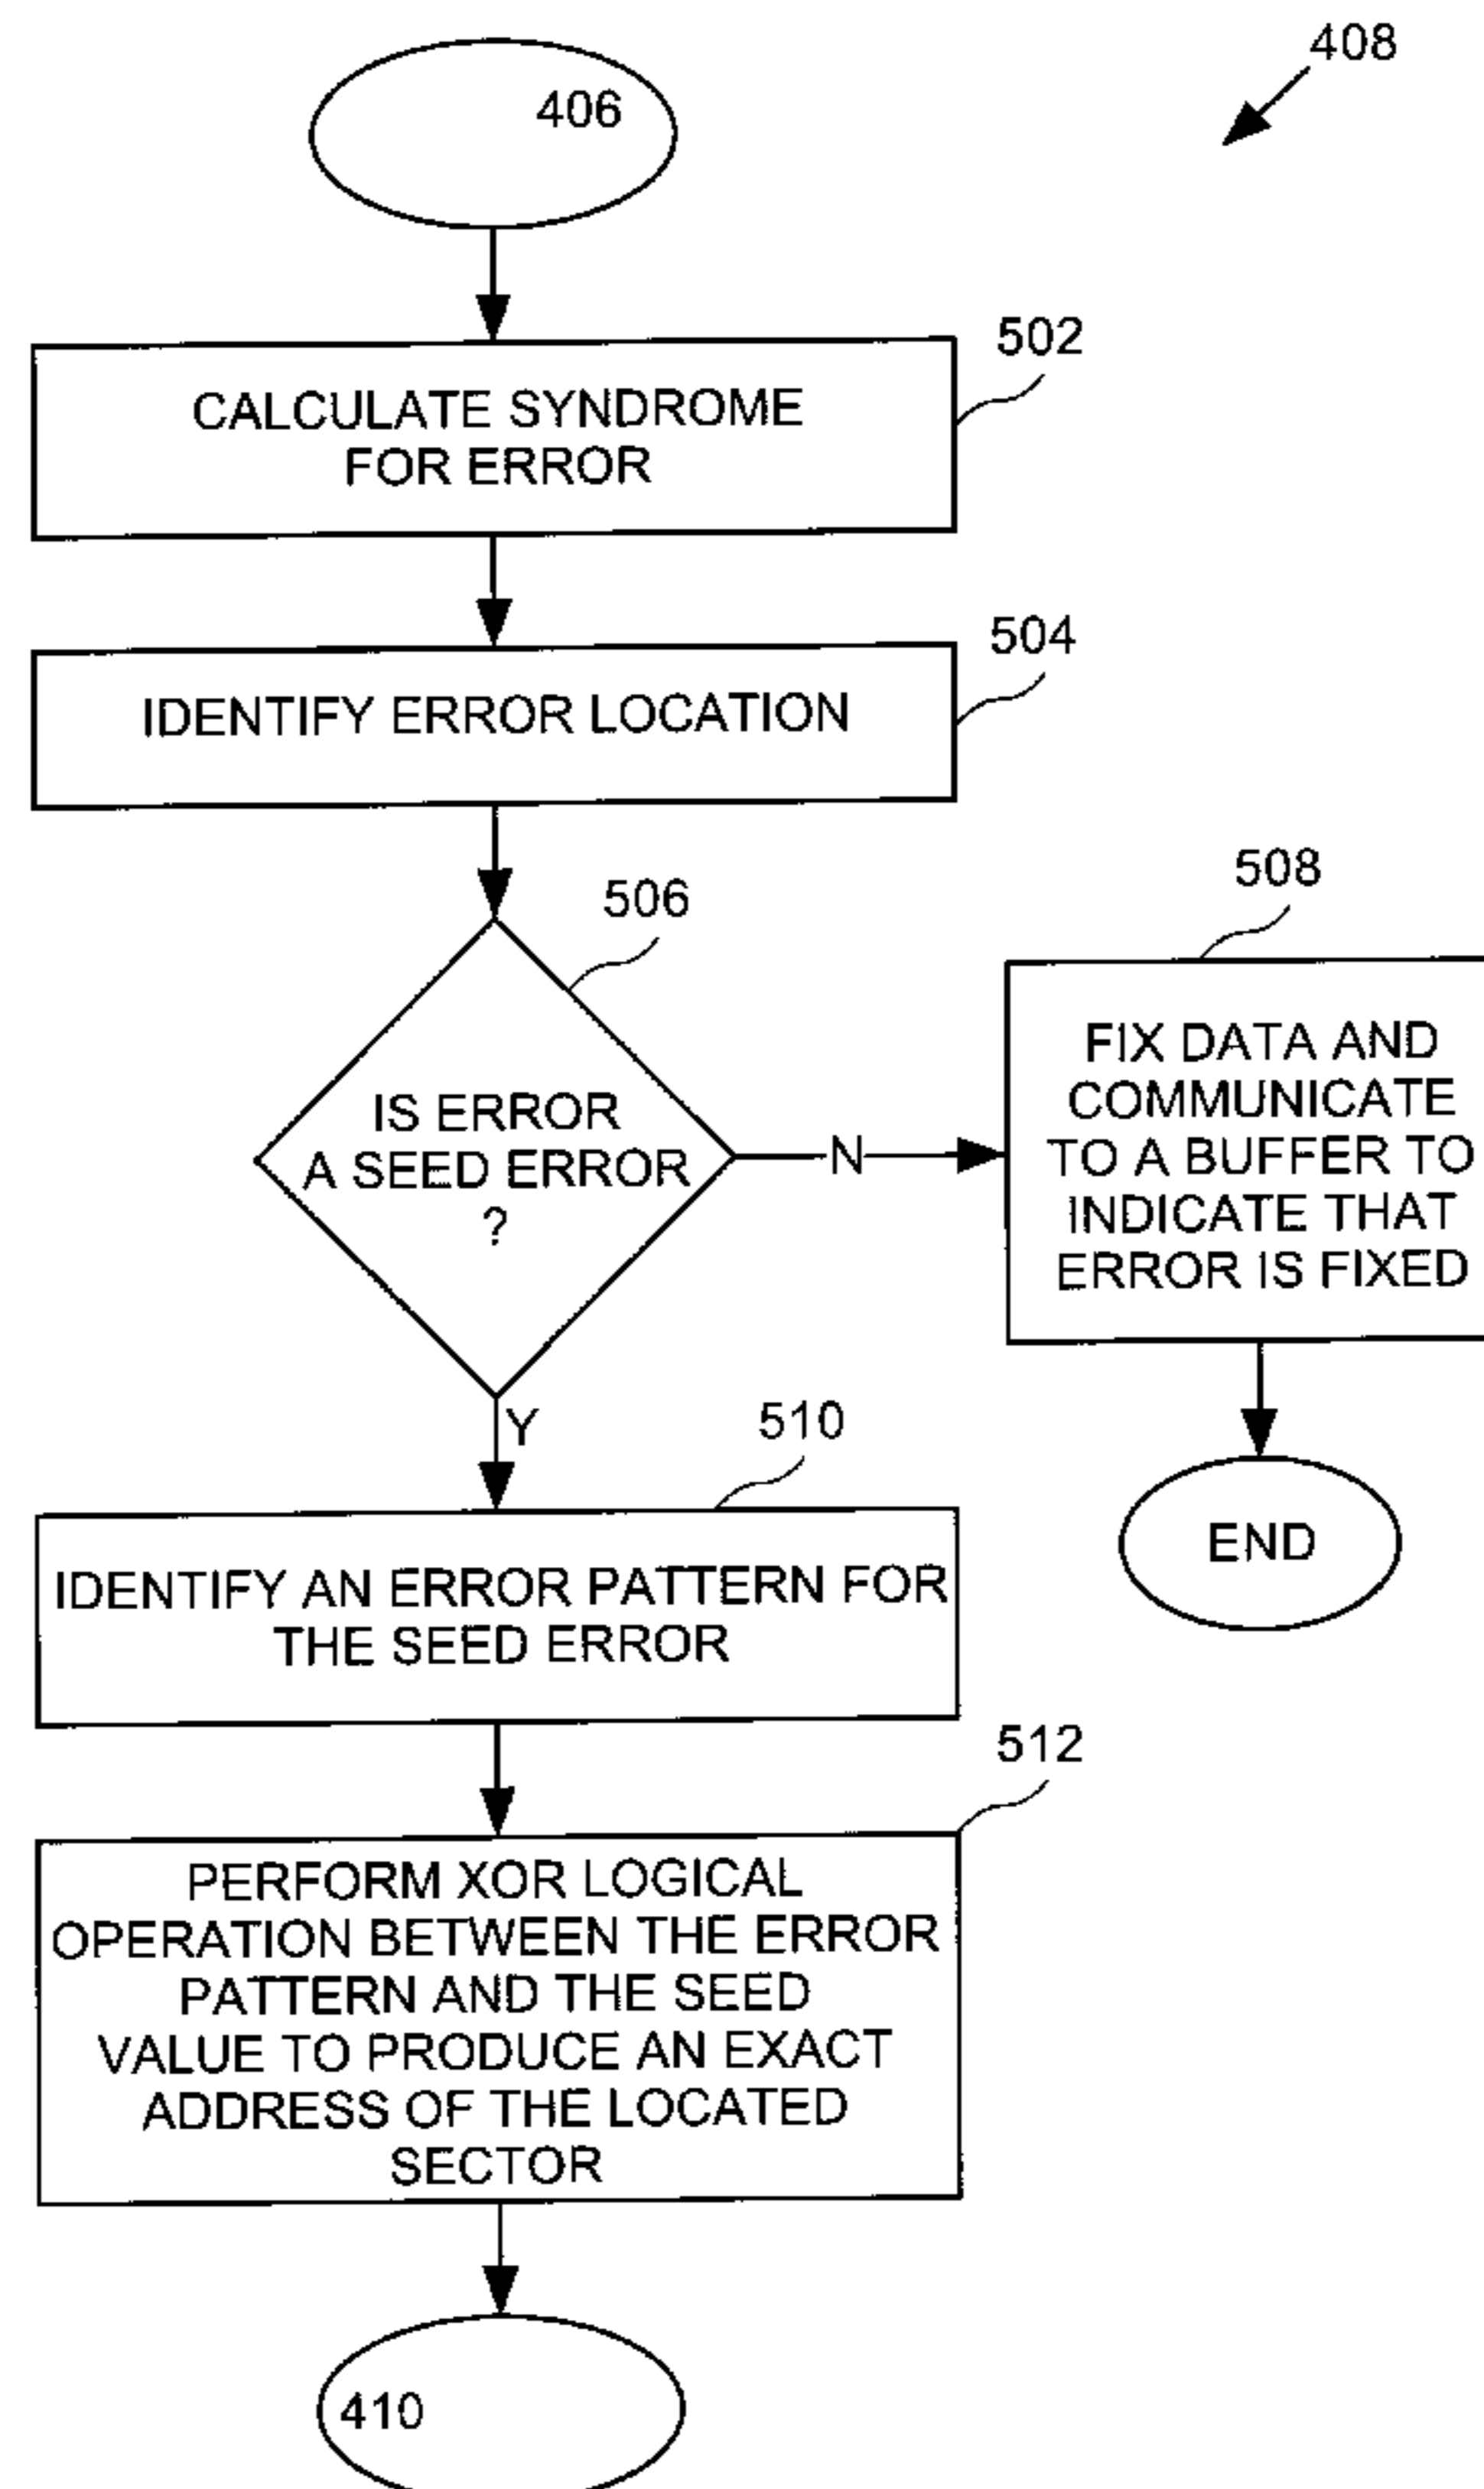 408
406
502
CALCULATE SYNDROME
FOR ERROR
504
IDENTIFY ERROR LOCATION
506
508
IS ERROR
A SEED ERROR
?
N
FIX DATA AND
COMMUNICATE
TO A BUFFER TO
INDICATE THAT
ERROR IS FIXED
Y
510
END
IDENTIFY AN ERROR PATTERN FOR
THE SEED ERROR
512
PERFORM XOR LOGICAL
OPERATION BETWEEN THE ERROR
PATTERN AND THE SEED
VALUE TO PRODUCE AN EXACT
ADDRESS OF THE LOCATED
SECTOR
410